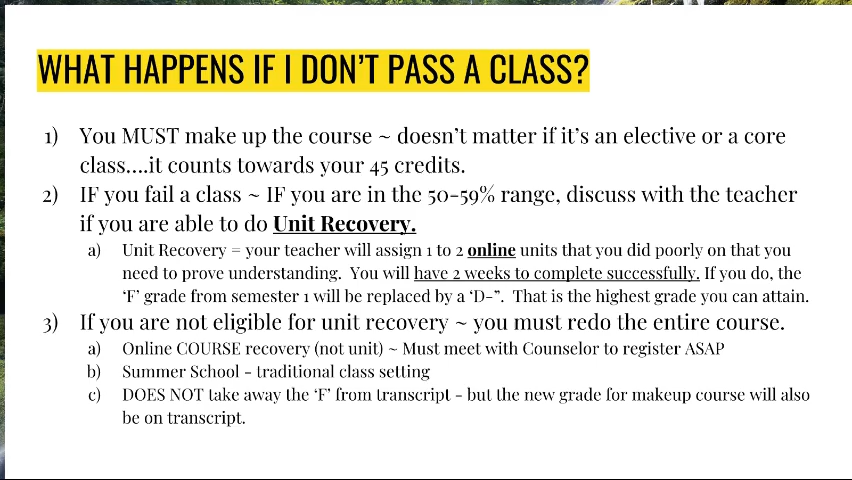 WHAT HAPPENS IF I DON'T PASS A CLASS?
1) You MUST make up the course ~ doesn't matter if it's an elective or a core
class....it counts towards your 45 credits.
2) IF you fail a class ~ IF you are in the 50-59% range, discuss with the teacher
if you are able to do Unit Recovery.
a) Unit Recovery = your teacher will assign 1 to 2 online units that you did poorly on that you
need to prove understanding. You will have 2 weeks to complete successfully. If you do, the
'F' grade from semester 1 will be replaced by a 'D-". That is the highest grade you can attain.
3) If you are not eligible for unit recovery ~ you must redo the entire course.
a) Online COURSE recovery (not unit) ~ Must meet with Counselor to register ASAP
b) Summer School - traditional class setting
c) DOES NOT take away the 'F' from transcript - but the new grade for makeup course will also
be on transcript.